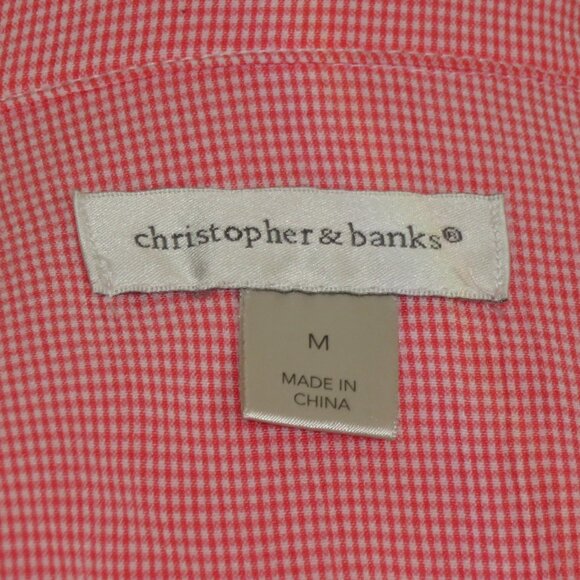 christopher & banks®
M
MADE IN
CHINA